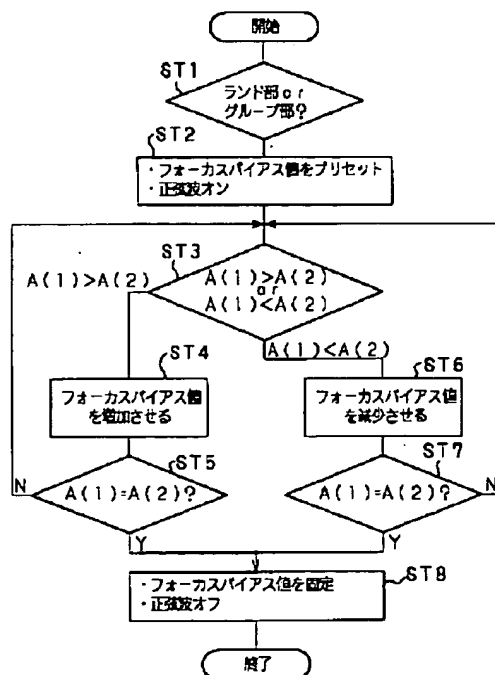 開始
ST1
ランド部or
グルーブ部?
ST2
・フォーカスバイアス値をプリセット
・正弦波オン
ST3
A(1)>A(2)
A(1)>A(2)
or
A(1)<A(2)
A(1)<A(2)
ST4
フォーカスバイアス値
を増加させる
ST6
フォーカスバイアス値
を減少させる
ST5
N
A(1)=A(2)?
Y
ST7
A(1)=A(2)?
N
Y
ST8
・フォーカスバイアス値を固定
・正弦波オフ
終了